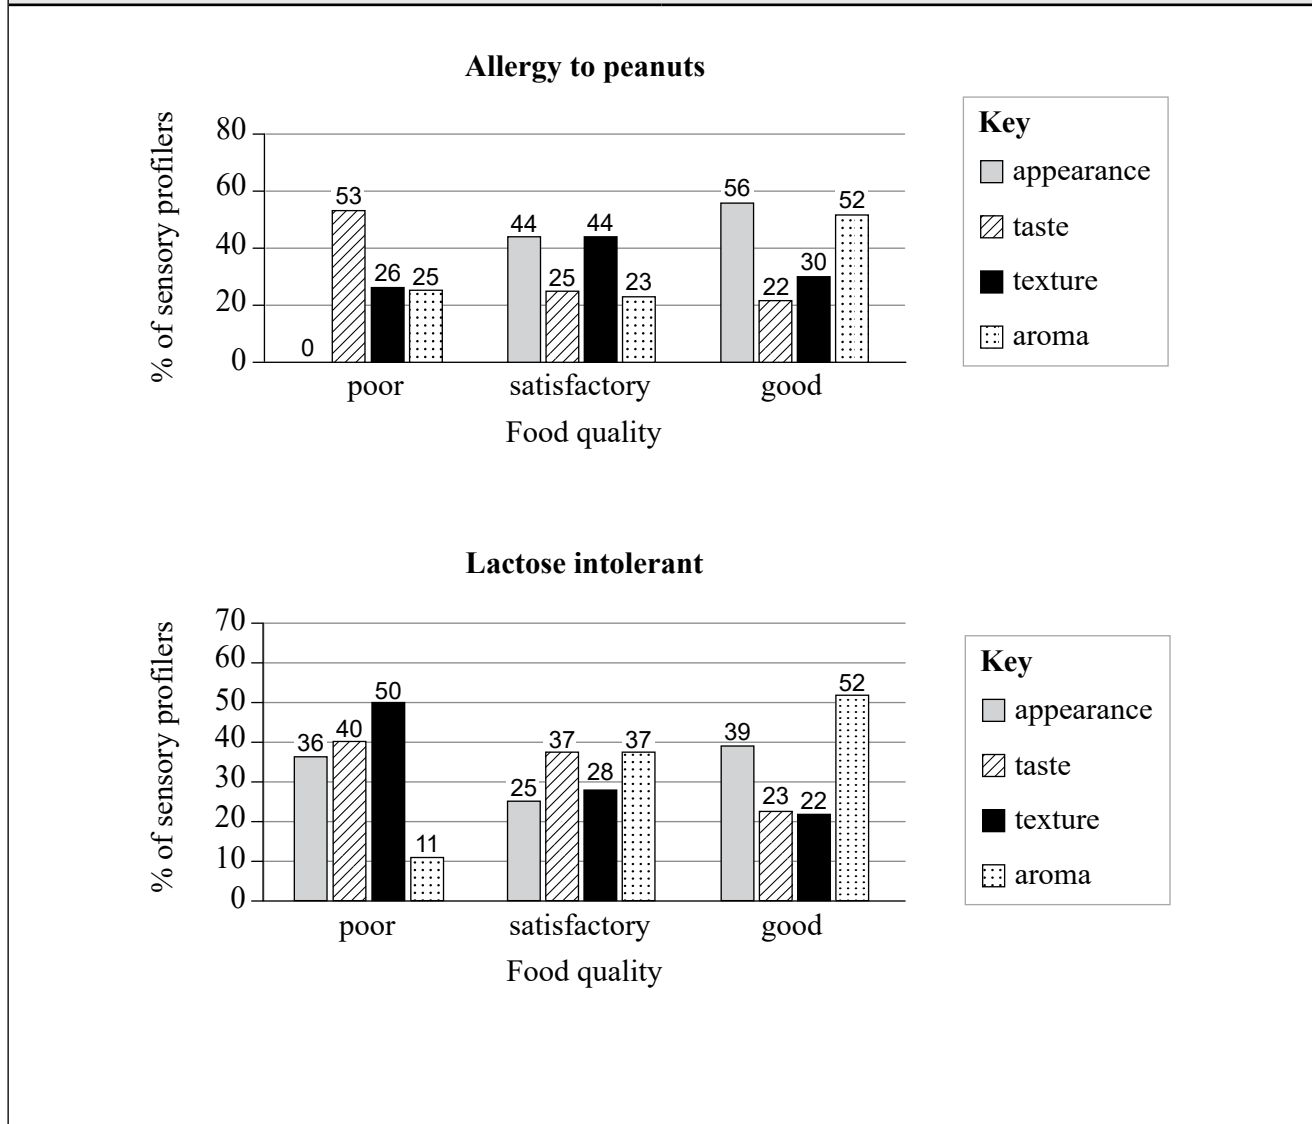 Allergy to peanuts
% of sensory profilers
80
60
40
20
0
0
53
26
25
44
25
44
23
56
22
30
52
poor
satisfactory
good
Food quality
Key
appearance
taste
texture
aroma
Lactose intolerant
% of sensory profilers
70
60
50
40
30
20
10
0
36
40
50
11
25
37
28
37
39
23
22
52
poor
satisfactory
good
Food quality
Key
appearance
taste
texture
aroma